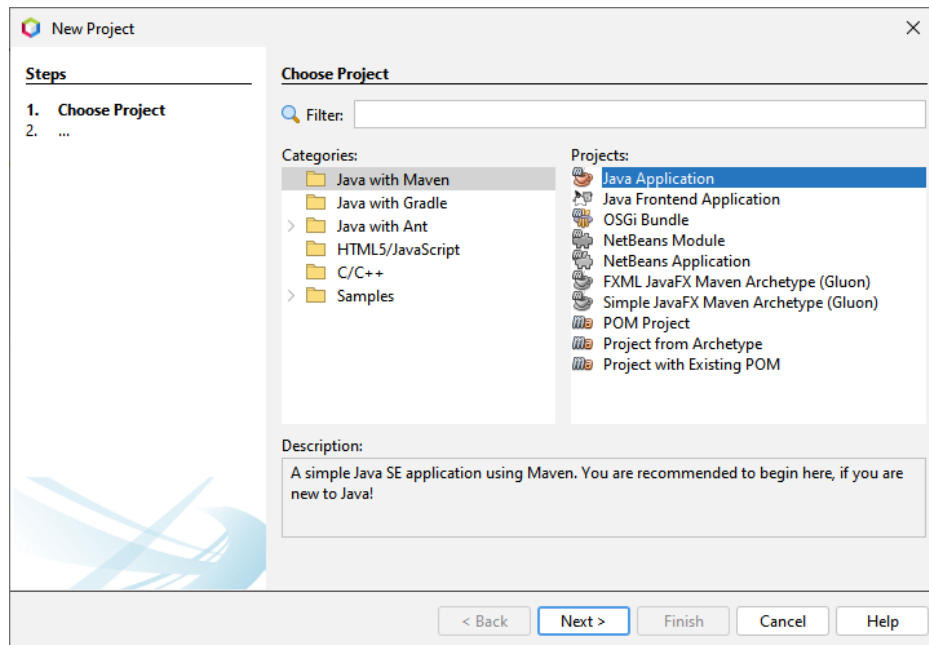 New Project
Steps
1. Choose Project
2. ...
Choose Project
Filter:
Categories:
Java with Maven
Java with Gradle
Java with Ant
HTML5/JavaScript
C/C++
Samples
Projects:
Java Application
Java Frontend Application
OSGi Bundle
NetBeans Module
NetBeans Application
FXML JavaFX Maven Archetype (Gluon)
Simple JavaFX Maven Archetype (Gluon)
POM Project
Project from Archetype
Project with Existing POM
Description:
A simple Java SE application using Maven. You are recommended to begin here, if you are
new to Java!
< Back Next > Finish Cancel Help